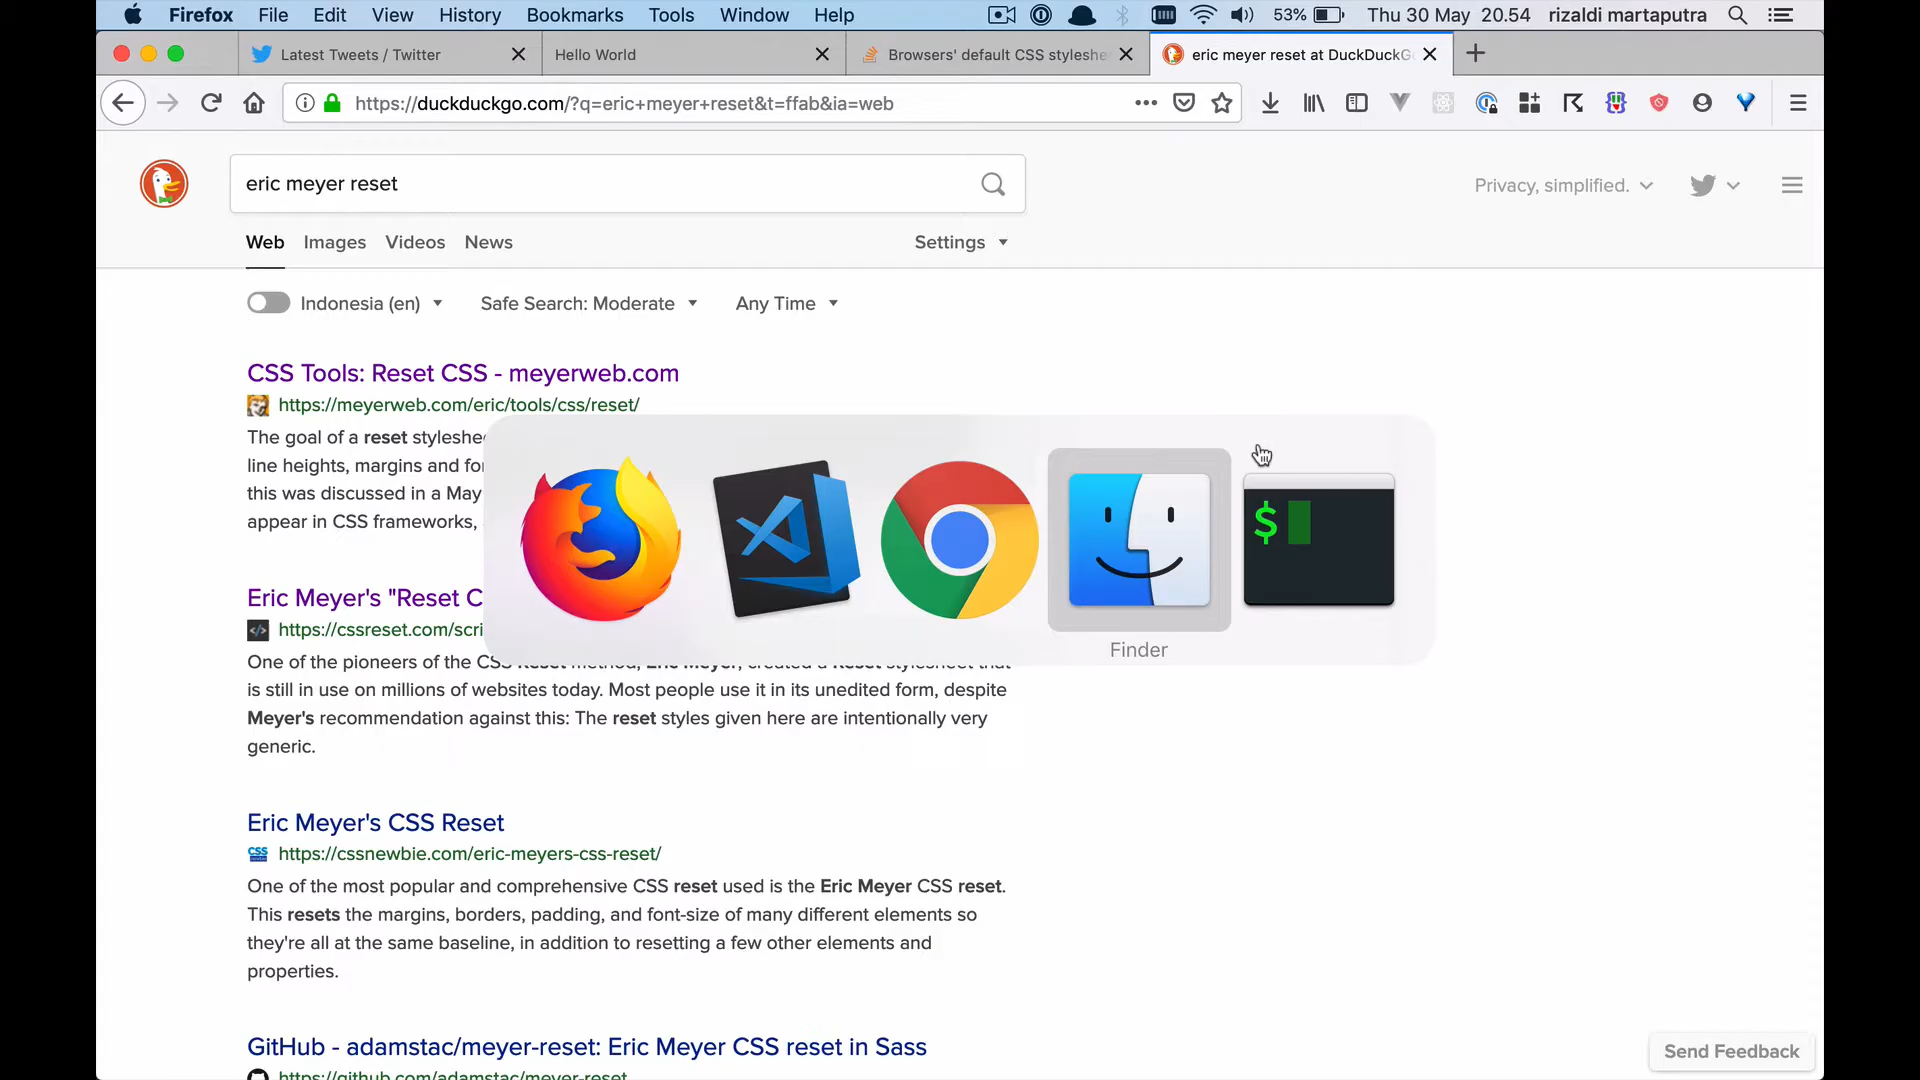 Firefox File Edit View History Bookmarks Tools Window Help 53% Thu 30 May 20.54 rizaldi martaputra
Latest Tweets / Twitter Hello World Browsers' default CSS styleshe eric meyer reset at DuckDuckG
https://duckduckgo.com/?q=eric+meyer+reset&t=ffab&ia=web
eric meyer reset
Privacy, simplified.
Web Images Videos News Settings
Indonesia (en) Safe Search: Moderate Any Time
CSS Tools: Reset CSS - meyerweb.com
https://meyerweb.com/eric/tools/css/reset/
The goal of a reset styleshe
line heights, margins and fo
this was discussed in a May
appear in CSS frameworks,
$
Finder
Eric Meyer's "Reset C
https://cssreset.com/scri
One of the pioneers of the CSS Reset method, Eric Meyer, created a Reset stylesheet that
is still in use on millions of websites today. Most people use it in its unedited form, despite
Meyer's recommendation against this: The reset styles given here are intentionally very
generic.
Eric Meyer's CSS Reset
CSS
https://cssnewbie.com/eric-meyers-css-reset/
One of the most popular and comprehensive CSS reset used is the Eric Meyer CSS reset.
This resets the margins, borders, padding, and font-size of many different elements so
they're all at the same baseline, in addition to resetting a few other elements and
properties.
GitHub - adamstac/meyer-reset: Eric Meyer CSS reset in Sass
https://github.com/adamstac/meyer-reset
Send Feedback